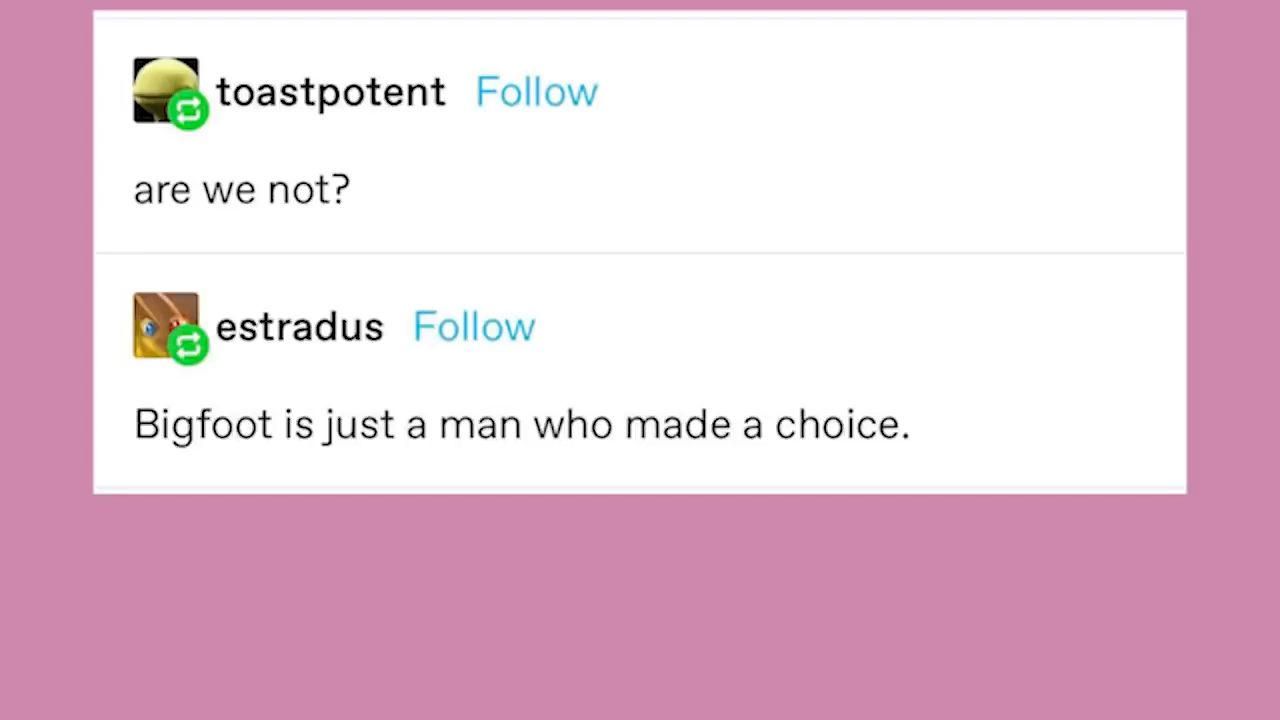 toastpotent Follow
are we not?
estradus Follow
Bigfoot is just a man who made a choice.